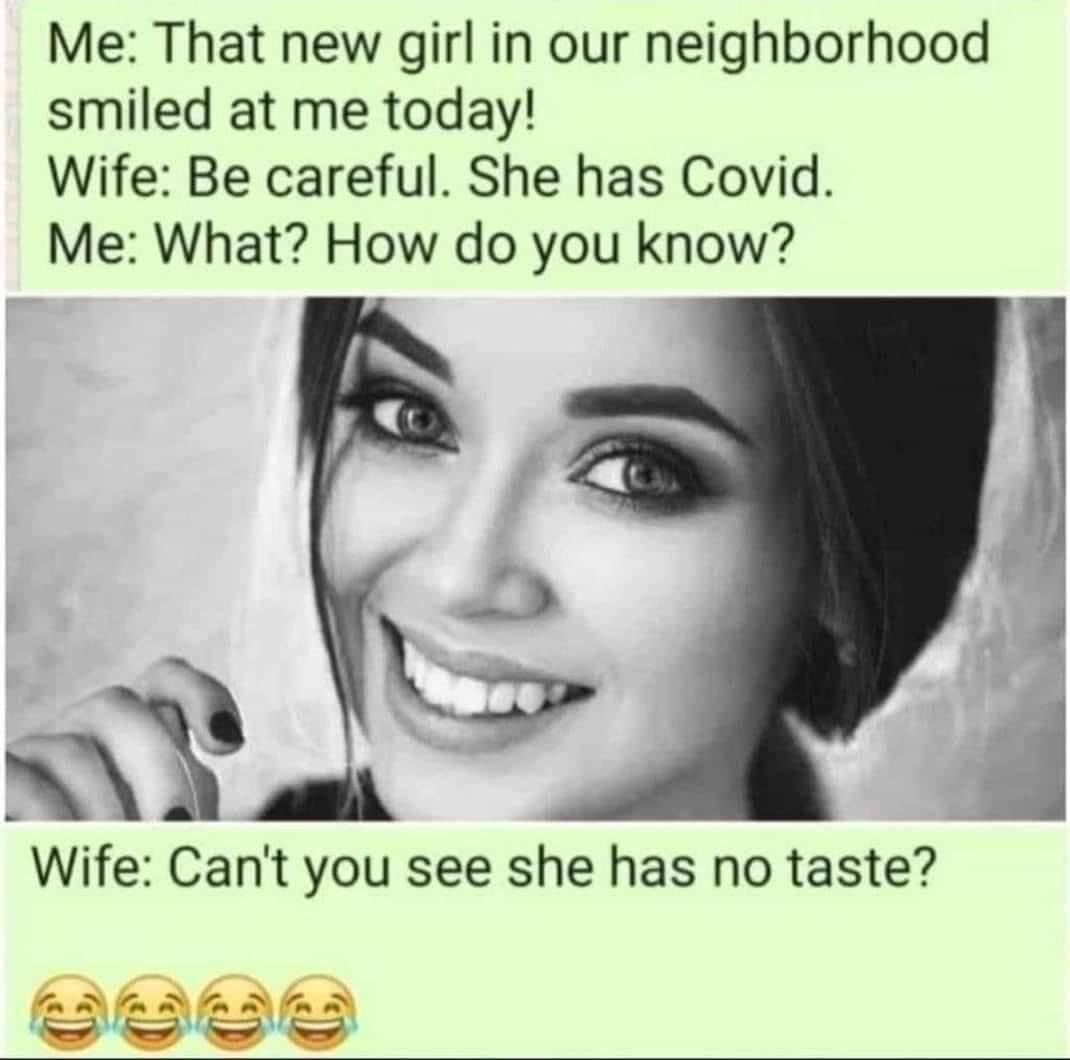 Me: That new girl in our neighborhood
smiled at me today!
Wife: Be careful. She has Covid.
Me: What? How do you know?
Wife: Can't you see she has no taste?
😂😂😂😂